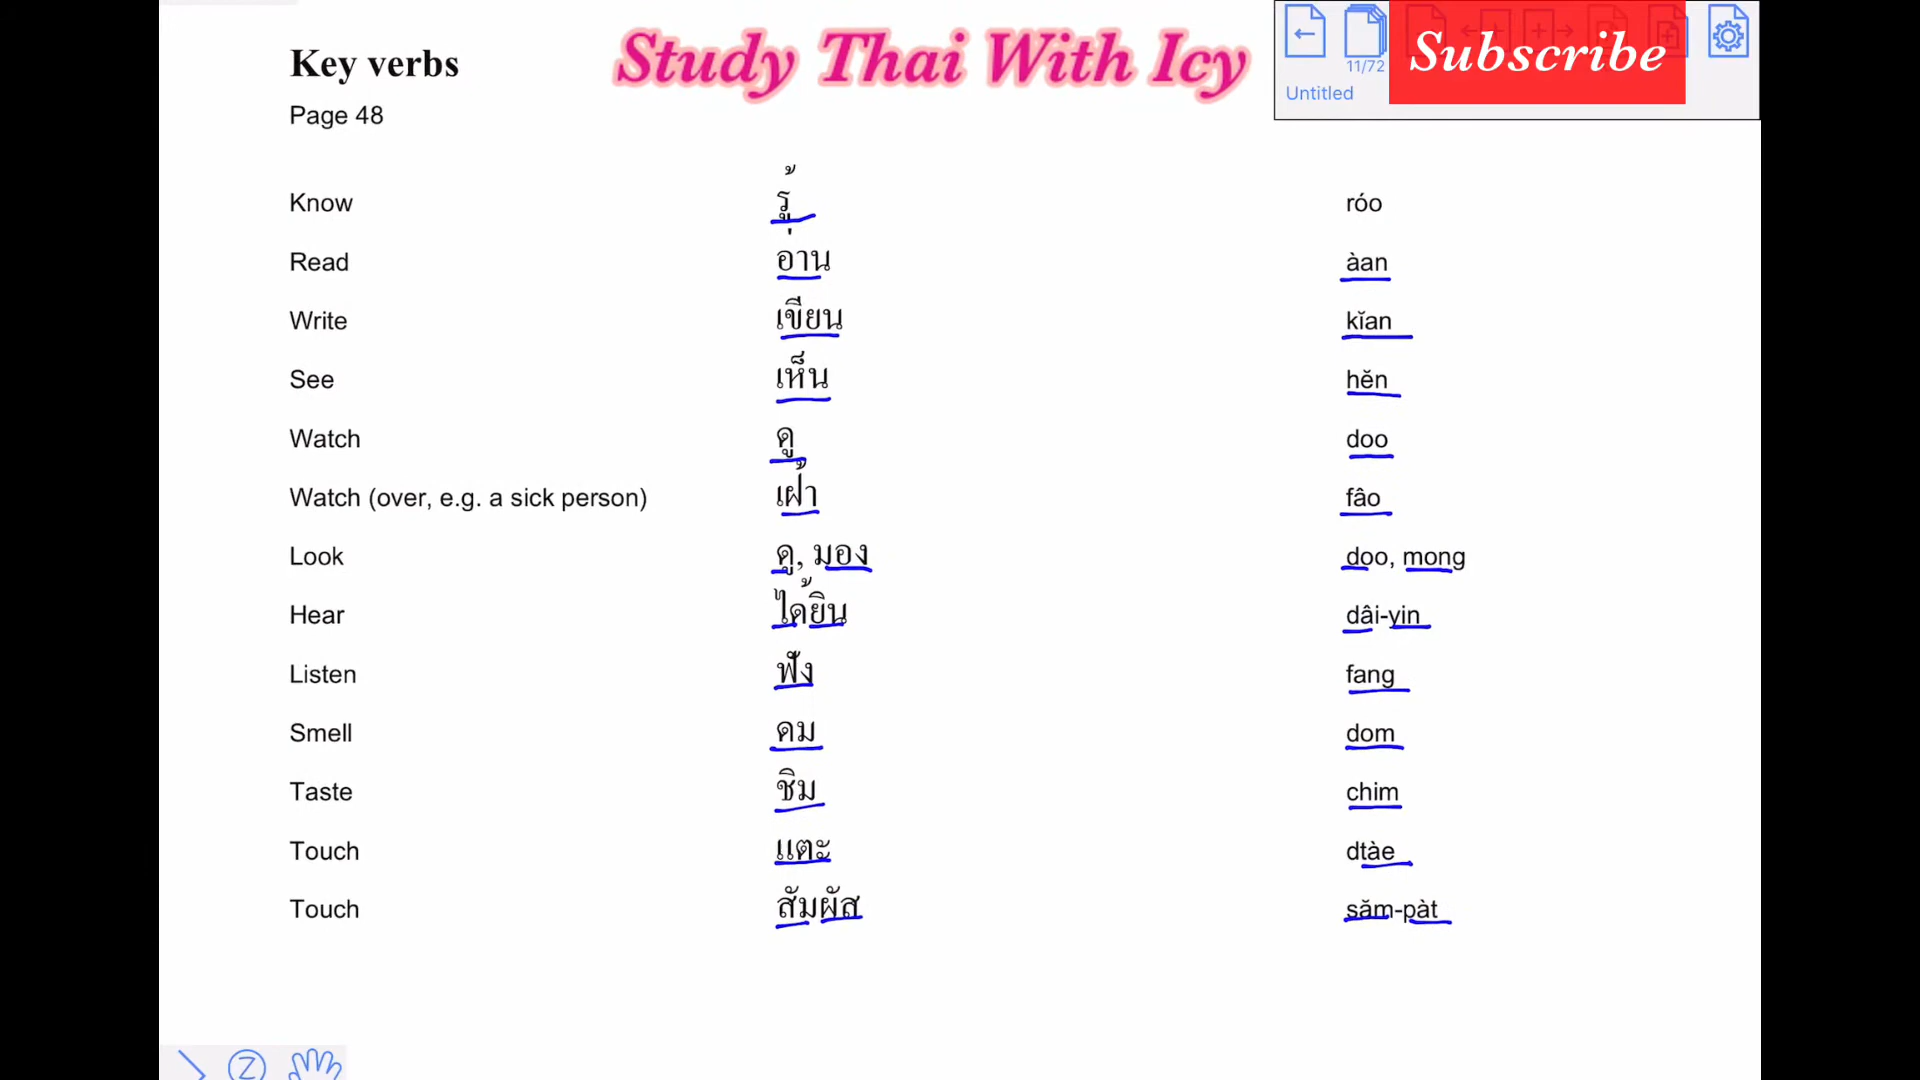 Study Thai With Icy
Subscribe
11/72
Untitled
Key verbs
Page 48
Know รู้ róo
Read อ่าน àan
Write เขียน kǐan
See เห็น hěn
Watch ดู doo
Watch (over, e.g. a sick person) เฝ้า fâo
Look ดู, มอง doo, mong
Hear ได้ยิน dâi-yin
Listen ฟัง fang
Smell ดม dom
Taste ชิม chim
Touch แตะ dtàe
Touch สัมผัส sǎm-pàt